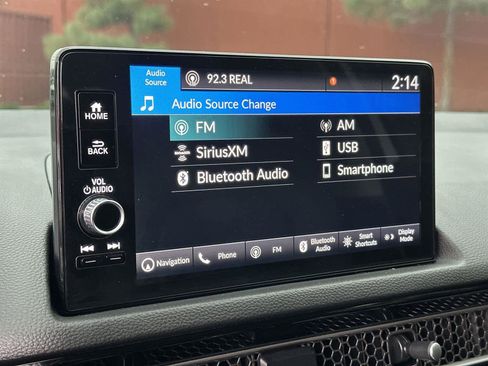 Audio
Source
92.3 REAL
2:14
Audio Source Change
HOME
BACK
VOL
AUDIO
FM
AM
SiriusXM
USB
Bluetooth Audio
Smartphone
Navigation
Phone
FM
Bluetooth
Audio
Smart
Shortcuts
Display
Mode